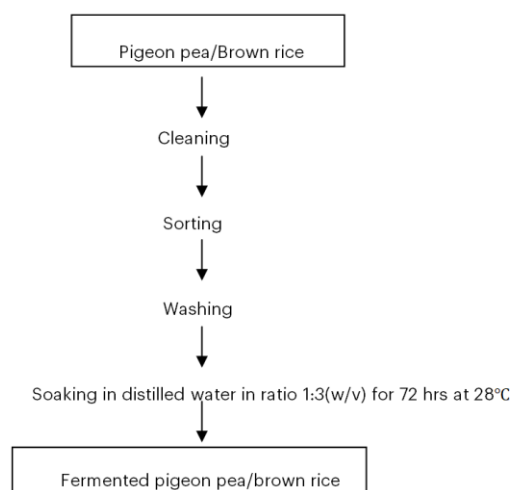 Pigeon pea/Brown rice
Cleaning
Sorting
Washing
Soaking in distilled water in ratio 1:3(w/v) for 72 hrs at 28℃
Fermented pigeon pea/brown rice